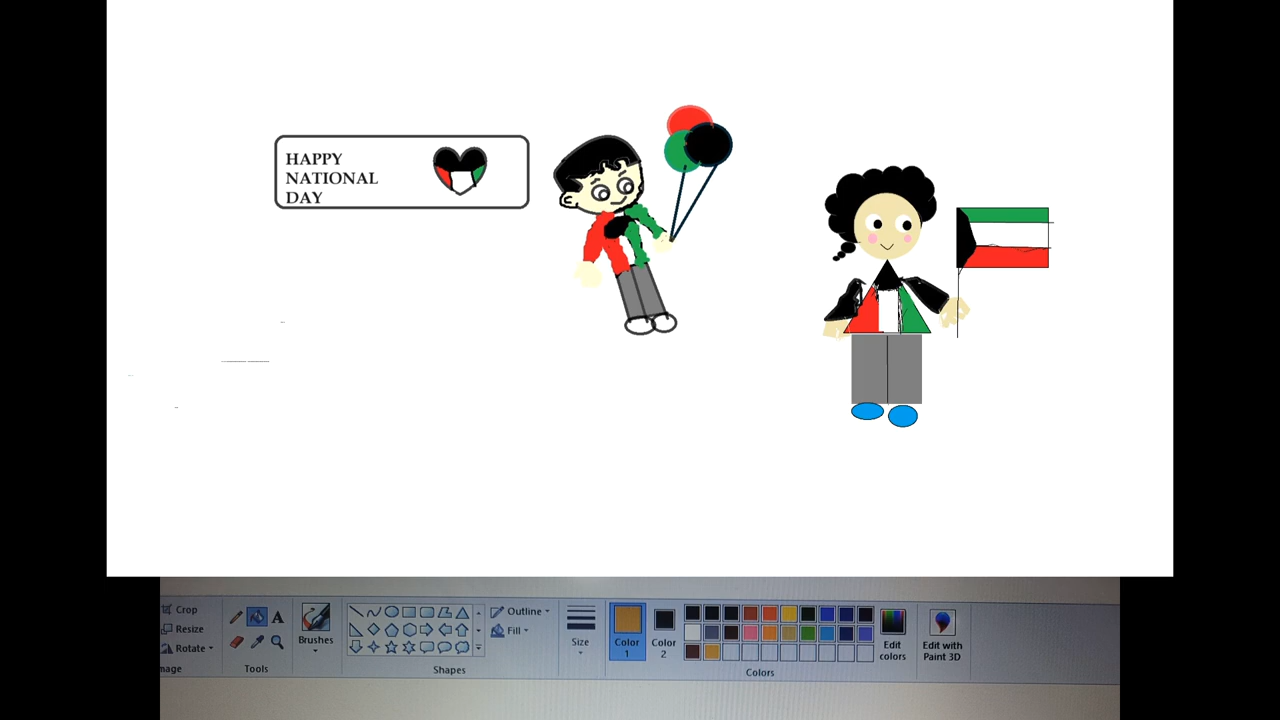 HAPPY
NATIONAL
DAY
Crop
Resize
Rotate
mage
Tools
Brushes
Shapes
Outline
Fill
Size
Color
1
Color
2
Colors
Edit
colors
Edit with
Paint 3D